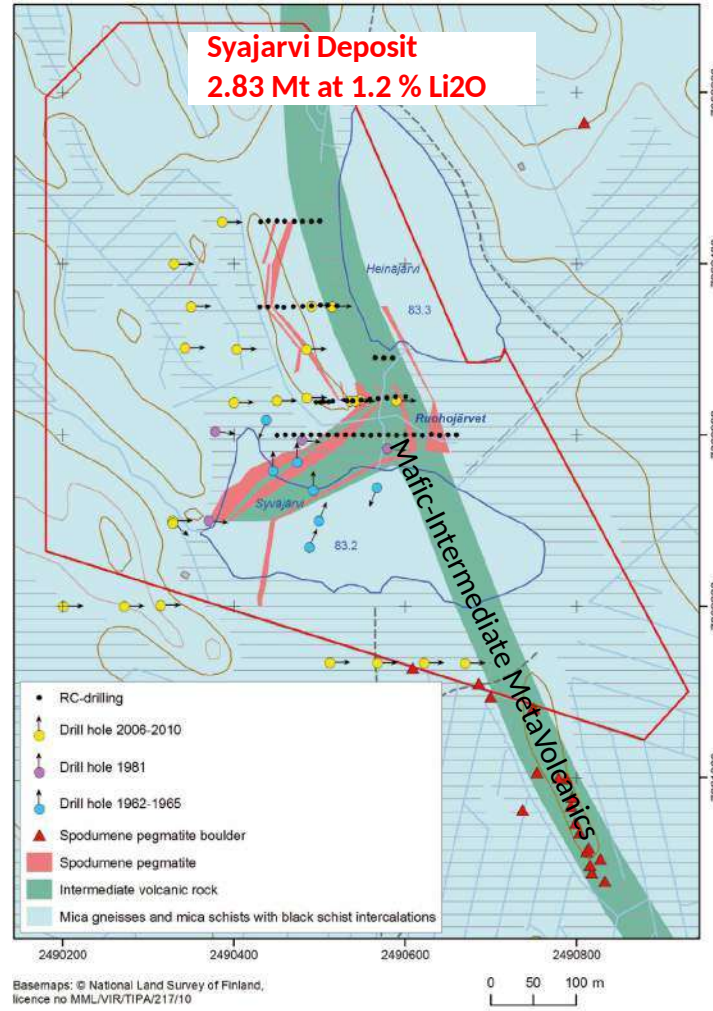 Syajarvi Deposit
2.83 Mt at 1.2 % Li2O
Heinäjärvi
83.3
Ruohojärvet
Syväjärvi
83.2
Mafic-Intermediate MetaVolcanics
RC-drilling
Drill hole 2006-2010
Drill hole 1981
Drill hole 1962-1965
Spodumene pegmatite boulder
Spodumene pegmatite
Intermediate volcanic rock
Mica gneisses and mica schists with black schist intercalations
2490200 2490400 2490600 2490800
Basemaps: © National Land Survey of Finland,
licence no MML/VIR/TIPA/217/10
0 50 100 m